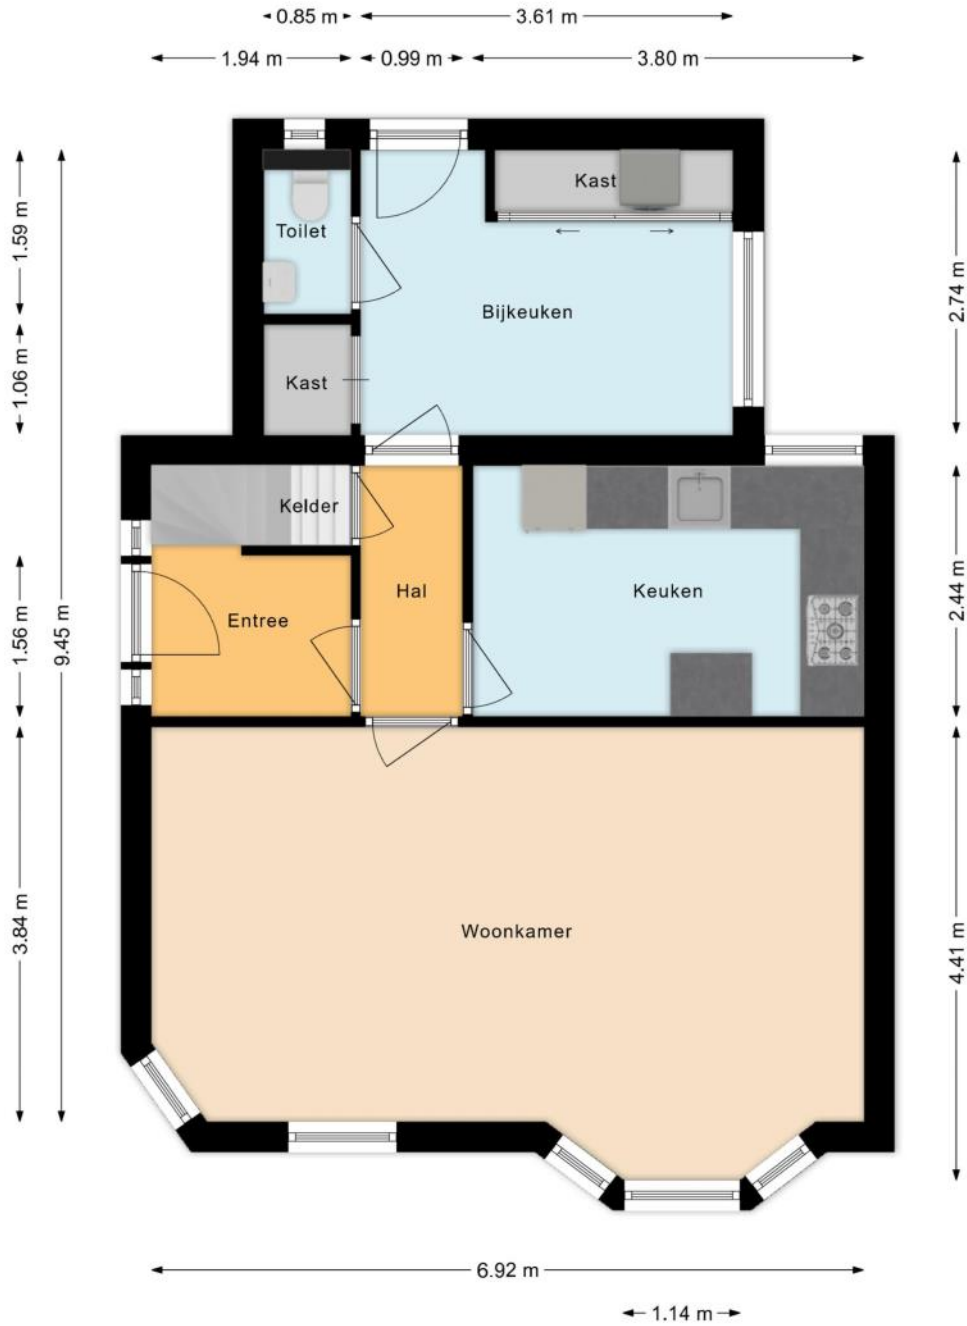 0.85 m
3.61 m
1.94 m
0.99 m
3.80 m
Kast
Toilet
Bijkeuken
Kast
Kelder
Hal
Keuken
Entree
Woonkamer
1.59 m
1.06 m
9.45 m
1.56 m
3.84 m
2.74 m
2.44 m
4.41 m
6.92 m
1.14 m